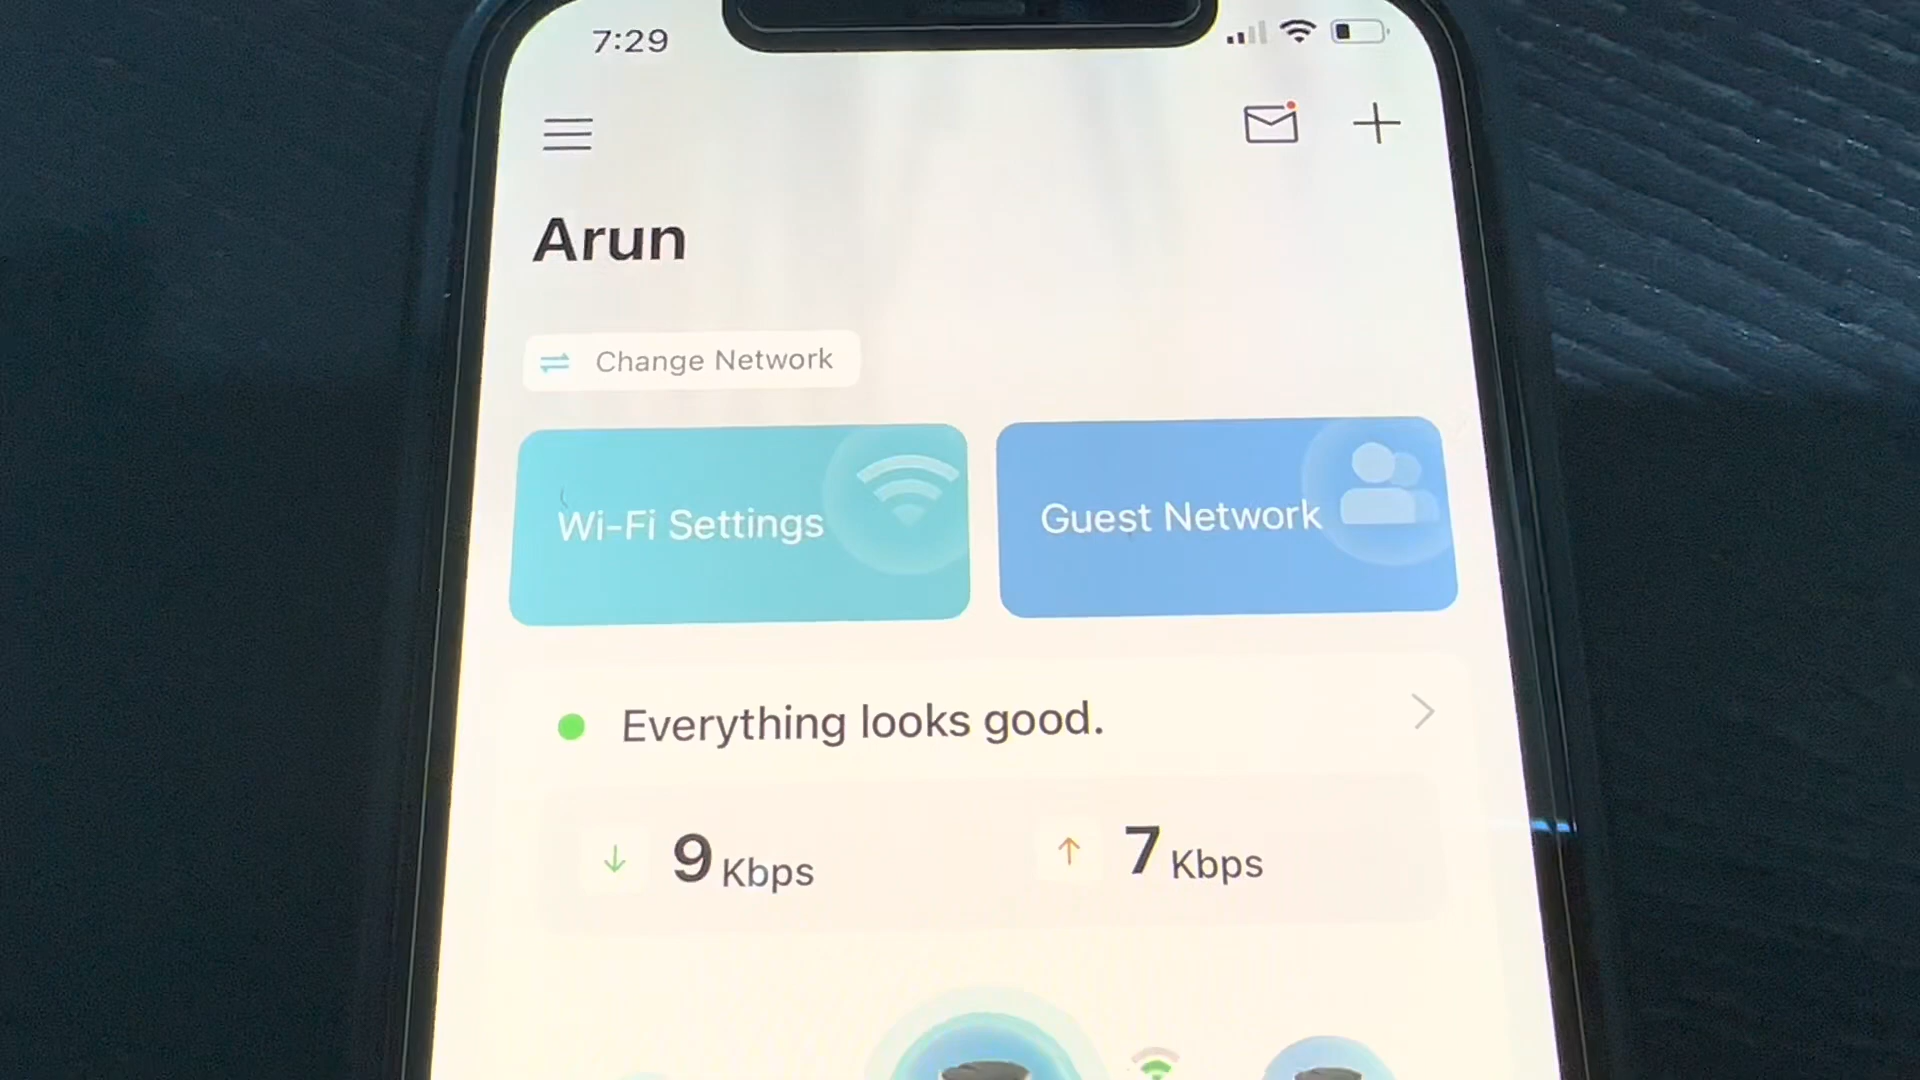 7:29
Arun
Change Network
Wi-Fi Settings
Guest Network
Everything looks good.
9 Kbps
7 Kbps